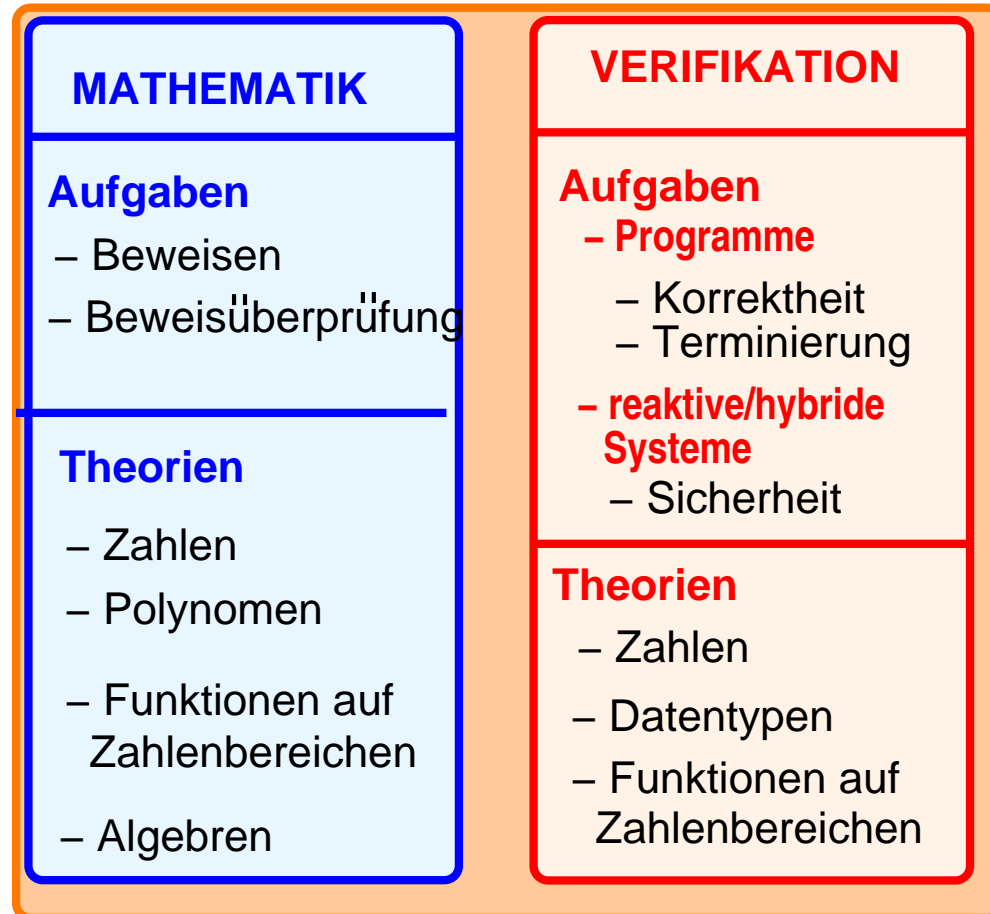 MATHEMATIK
Aufgaben
– Beweisen
– Beweisüberprüfung
Theorien
– Zahlen
– Polynomen
– Funktionen auf
Zahlenbereichen
– Algebren
VERIFIKATION
Aufgaben
– Programme
– Korrektheit
– Terminierung
– reaktive/hybride
Systeme
– Sicherheit
Theorien
– Zahlen
– Datentypen
– Funktionen auf
Zahlenbereichen